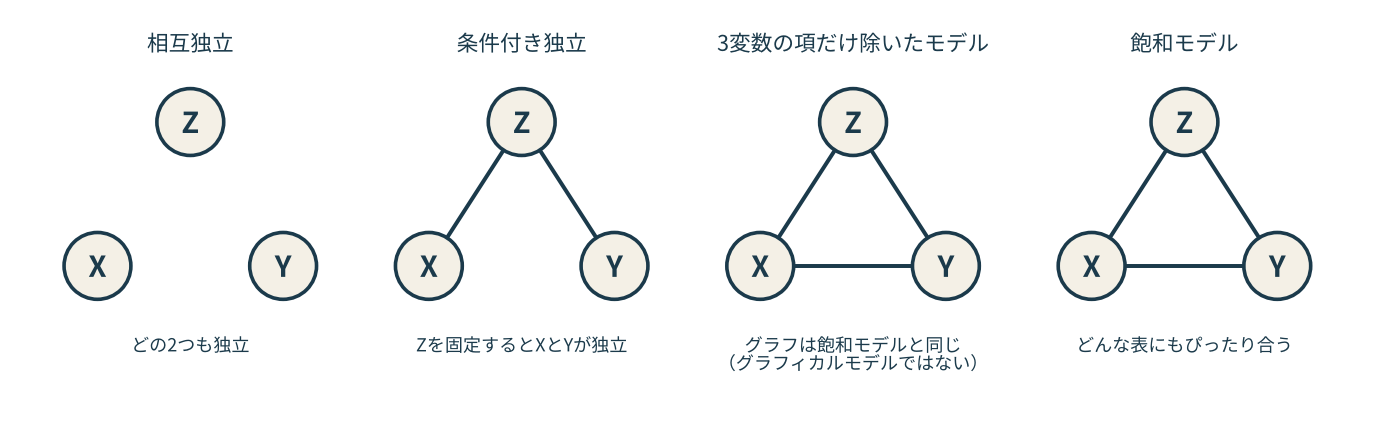 相互独立
条件付き独立
3変数の項だけ除いたモデル
飽和モデル
Z
X
Y
Z
X
Y
Z
X
Y
Z
X
Y
どの2つも独立
Zを固定するとXとYが独立
グラフは飽和モデルと同じ
（グラフィカルモデルではない）
どんな表にもぴったり合う